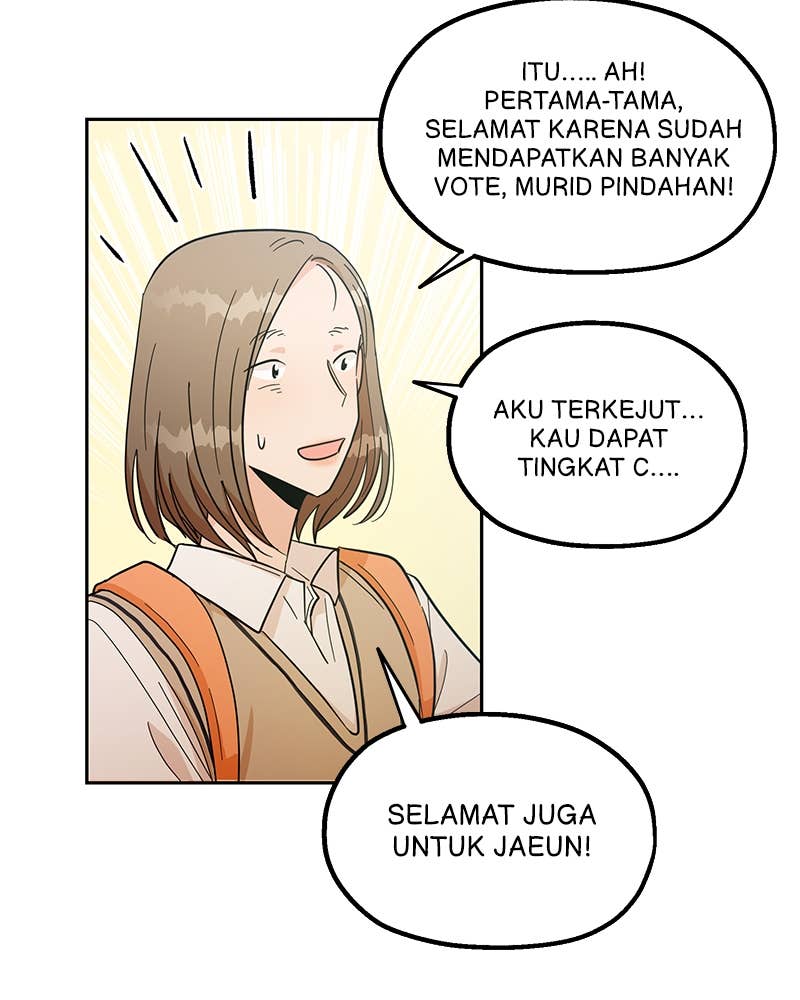 ITU..... AH!
PERTAMA-TAMA,
SELAMAT KARENA SUDAH
MENDAPATKAN BANYAK
VOTE, MURID PINDAHAN!
AKU TERKEJUT...
KAU DAPAT
TINGKAT C....
SELAMAT JUGA
UNTUK JAEUN!